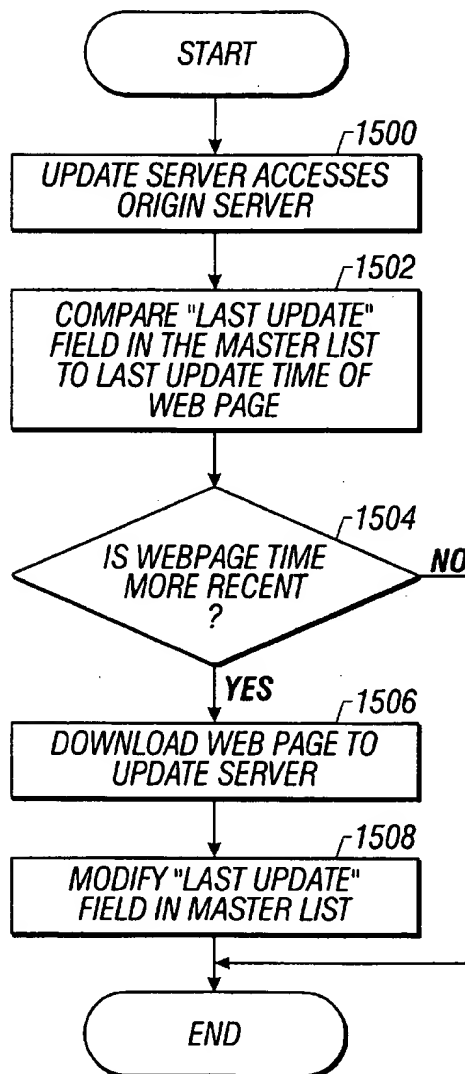 START
1500
UPDATE SERVER ACCESSES
ORIGIN SERVER
1502
COMPARE "LAST UPDATE"
FIELD IN THE MASTER LIST
TO LAST UPDATE TIME OF
WEB PAGE
1504
IS WEBPAGE TIME
MORE RECENT
?
NO
YES
1506
DOWNLOAD WEB PAGE TO
UPDATE SERVER
1508
MODIFY "LAST UPDATE"
FIELD IN MASTER LIST
END